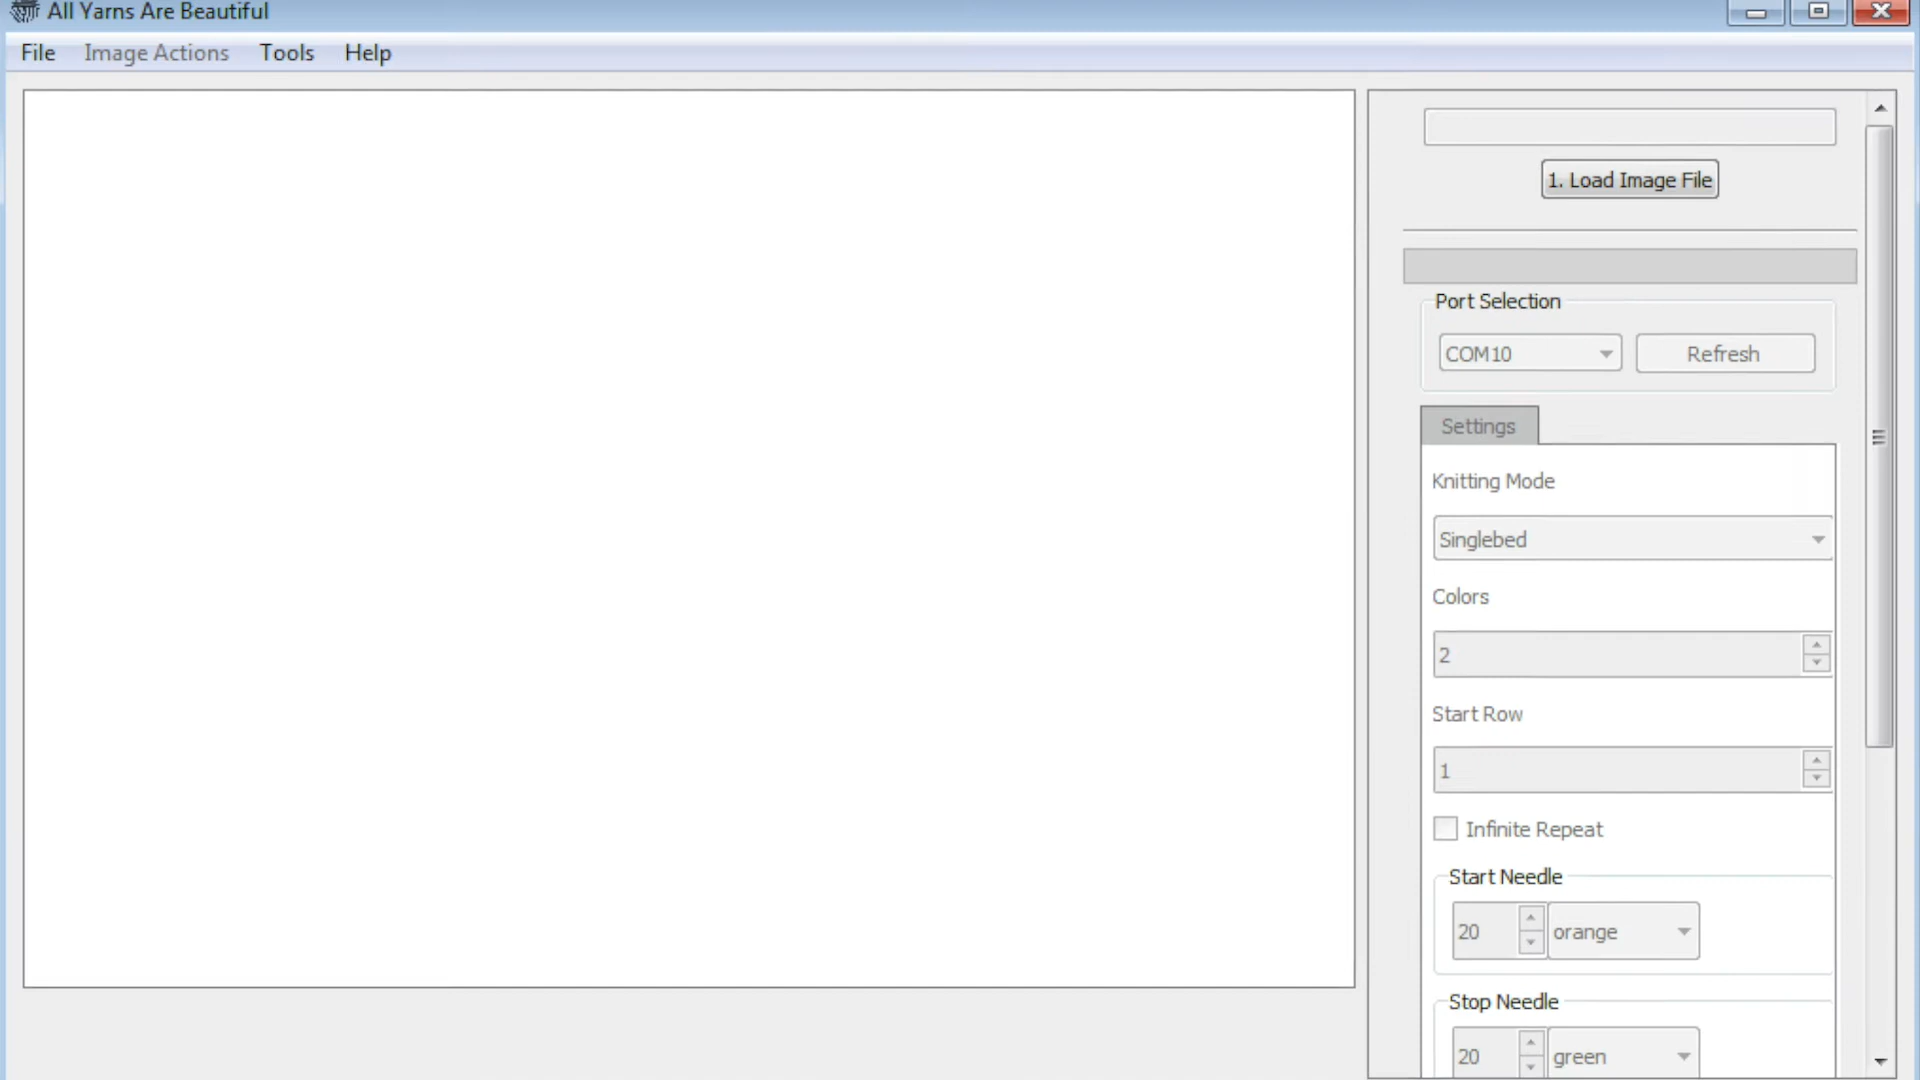 All Yarns Are Beautiful
File Image Actions Tools Help
1. Load Image File
Port Selection
COM10 Refresh
Settings
Knitting Mode
Singlebed
Colors
2
Start Row
1
Infinite Repeat
Start Needle
20 orange
Stop Needle
20 green